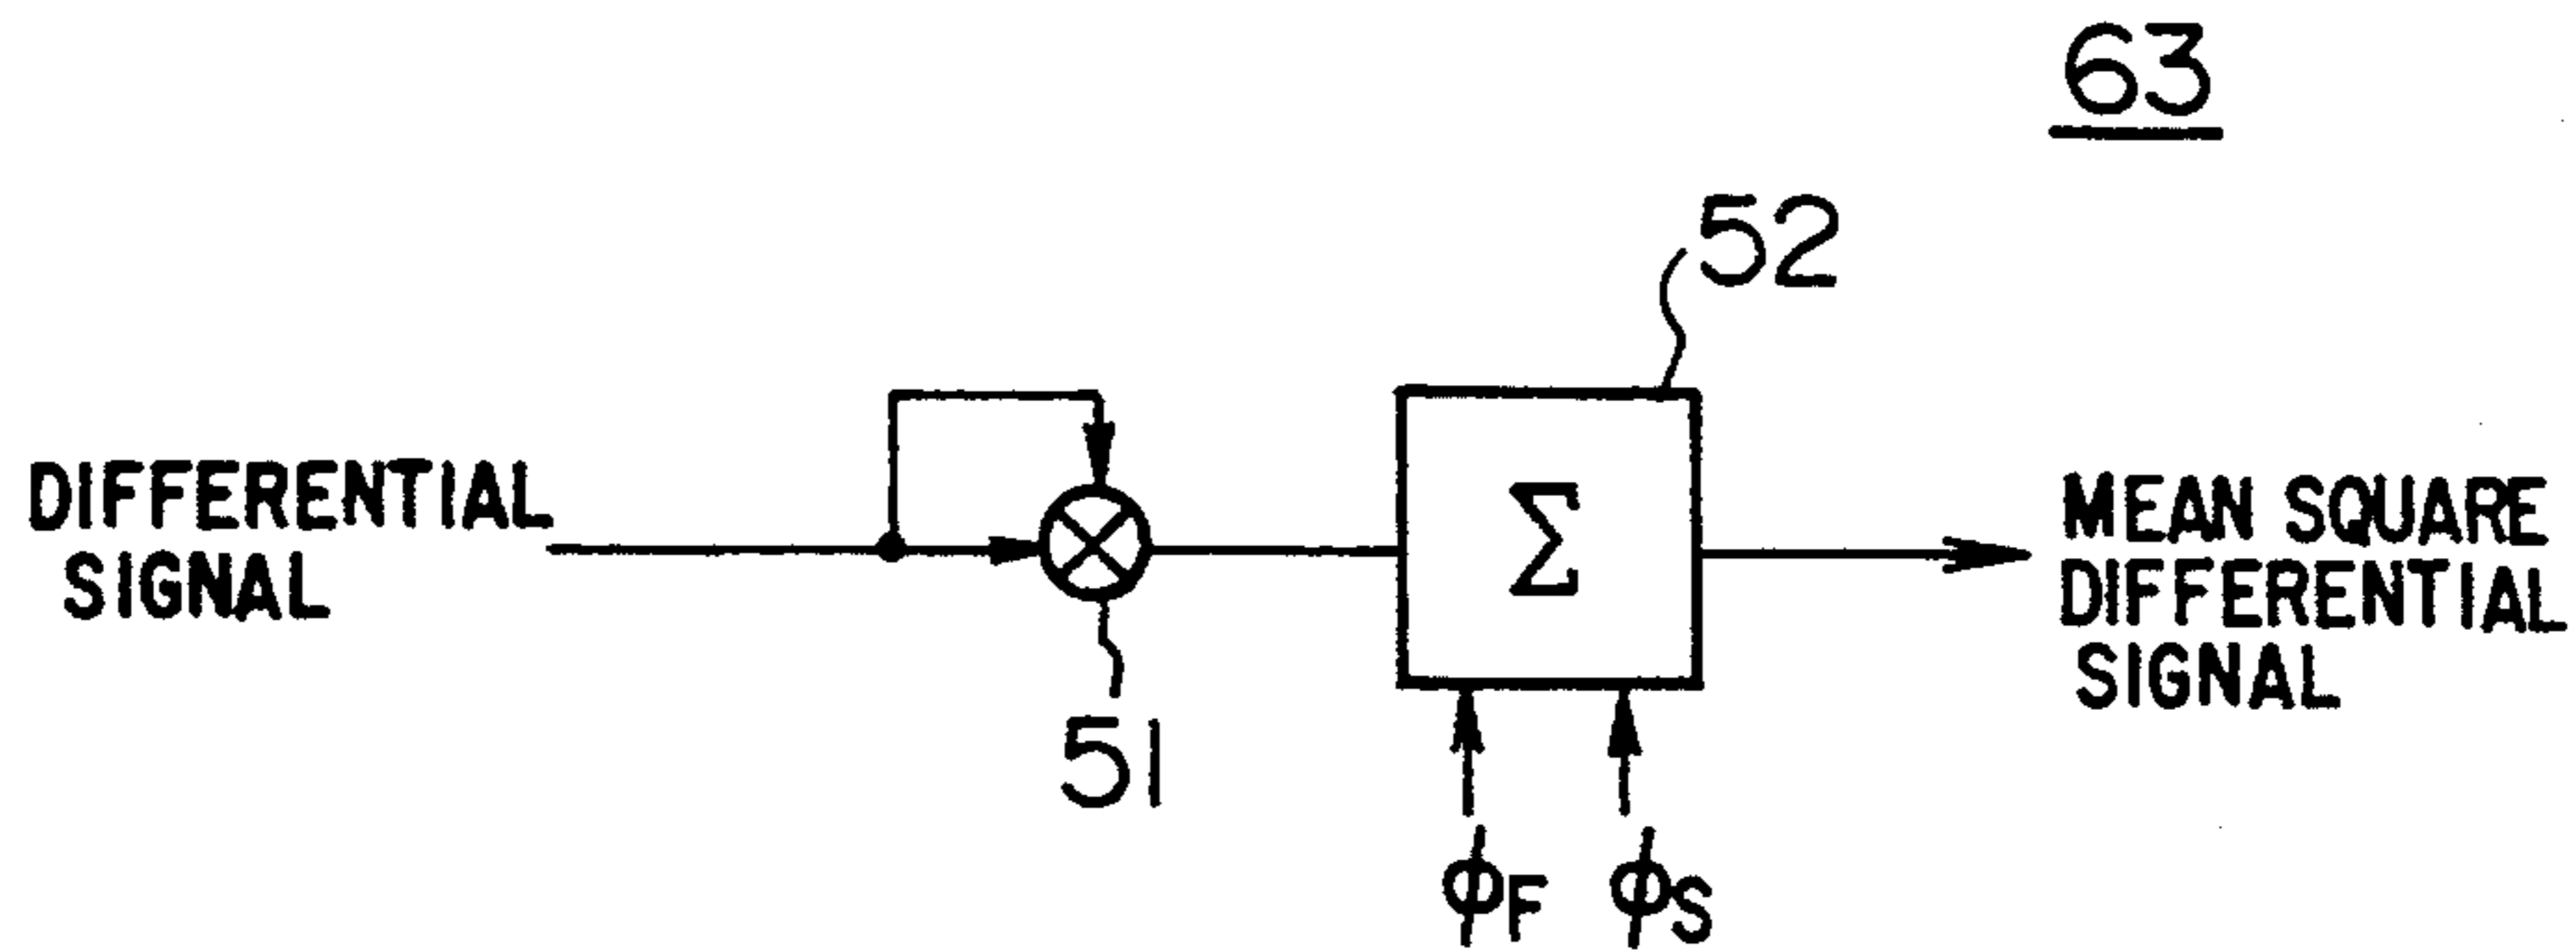 63
52
DIFFERENTIAL
SIGNAL
Σ
MEAN SQUARE
DIFFERENTIAL
SIGNAL
51
ϕF ϕS